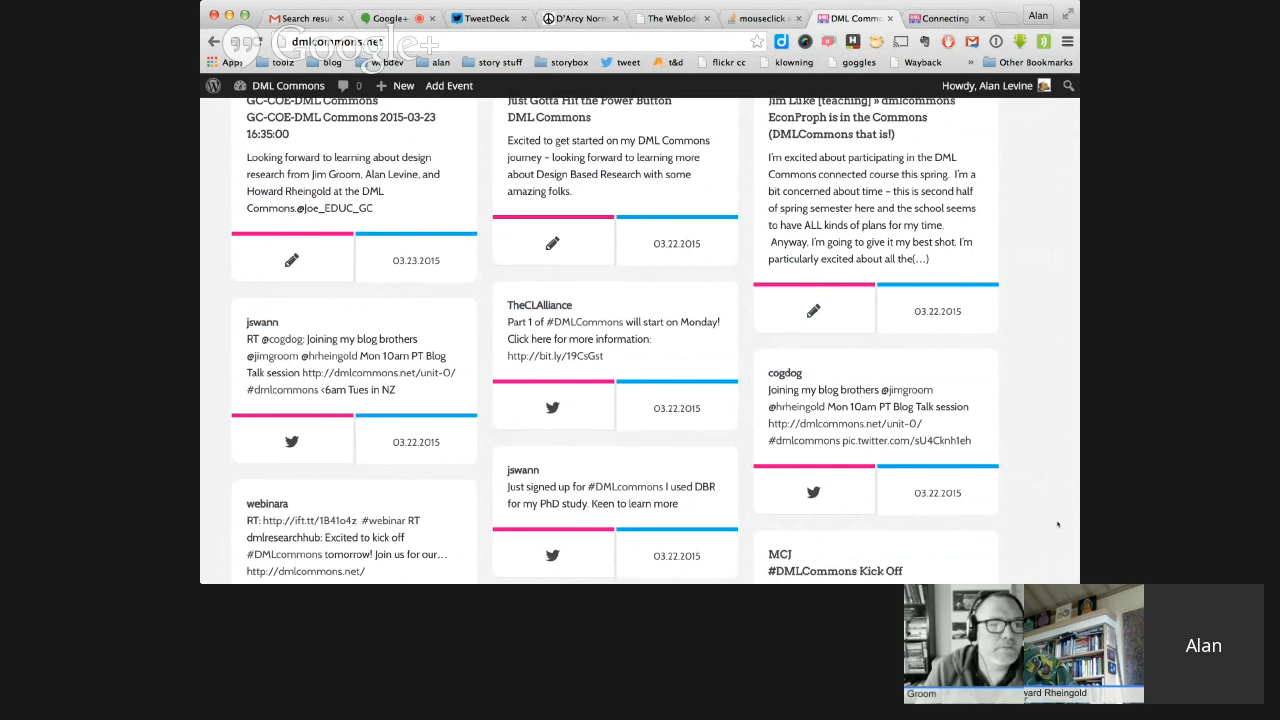 Search resu
Google+
TweetDeck
D'Arcy Norm
The Weblo
mouseclick
DML Comm
Connecting
Alan
dmlcommons.net
Google+
Apps
toolz
blog
webdev
alan
story stuff
storybox
tweet
t&d
flickr cc
klowning
goggles
Wayback
»
Other Bookmarks
DML Commons
0
New
Add Event
Howdy, Alan Levine
GC-COE-DML Commons
GC-COE-DML Commons 2015-03-23
16:35:00
Looking forward to learning about design
research from Jim Groom, Alan Levine, and
Howard Rheingold at the DML
Commons.@Joe_EDUC_GC
03.23.2015
jswann
RT @cogdog: Joining my blog brothers
@jimgroom @hrheingold Mon 10am PT Blog
Talk session http://dmlcommons.net/unit-0/
#dmlcommons <6am Tues in NZ
03.22.2015
webinara
RT: http://ift.tt/1B41o4z #webinar RT
dmlresearchhub: Excited to kick off
#DMLcommons tomorrow! Join us for our…
http://dmlcommons.net/
Just Gotta Hit the Power Button
DML Commons
Excited to get started on my DML Commons
journey – looking forward to learning more
about Design Based Research with some
amazing folks.
03.22.2015
TheCLAlliance
Part 1 of #DMLCommons will start on Monday!
Click here for more information:
http://bit.ly/19CsGst
03.22.2015
jswann
Just signed up for #DMLcommons I used DBR
for my PhD study. Keen to learn more
03.22.2015
Jim Luke [teaching] » dmlcommons
EconProph is in the Commons
(DMLCommons that is!)
I'm excited about participating in the DML
Commons connected course this spring. I'm a
bit concerned about time – this is second half
of spring semester here and the school seems
to have ALL kinds of plans for my time.
Anyway, I'm going to give it my best shot. I'm
particularly excited about all the(…)
03.22.2015
cogdog
Joining my blog brothers @jimgroom
@hrheingold Mon 10am PT Blog Talk session
http://dmlcommons.net/unit-0/
#dmlcommons pic.twitter.com/sU4Cknh1eh
03.22.2015
MCJ
#DMLCommons Kick Off
Groom
vard Rheingold
Alan